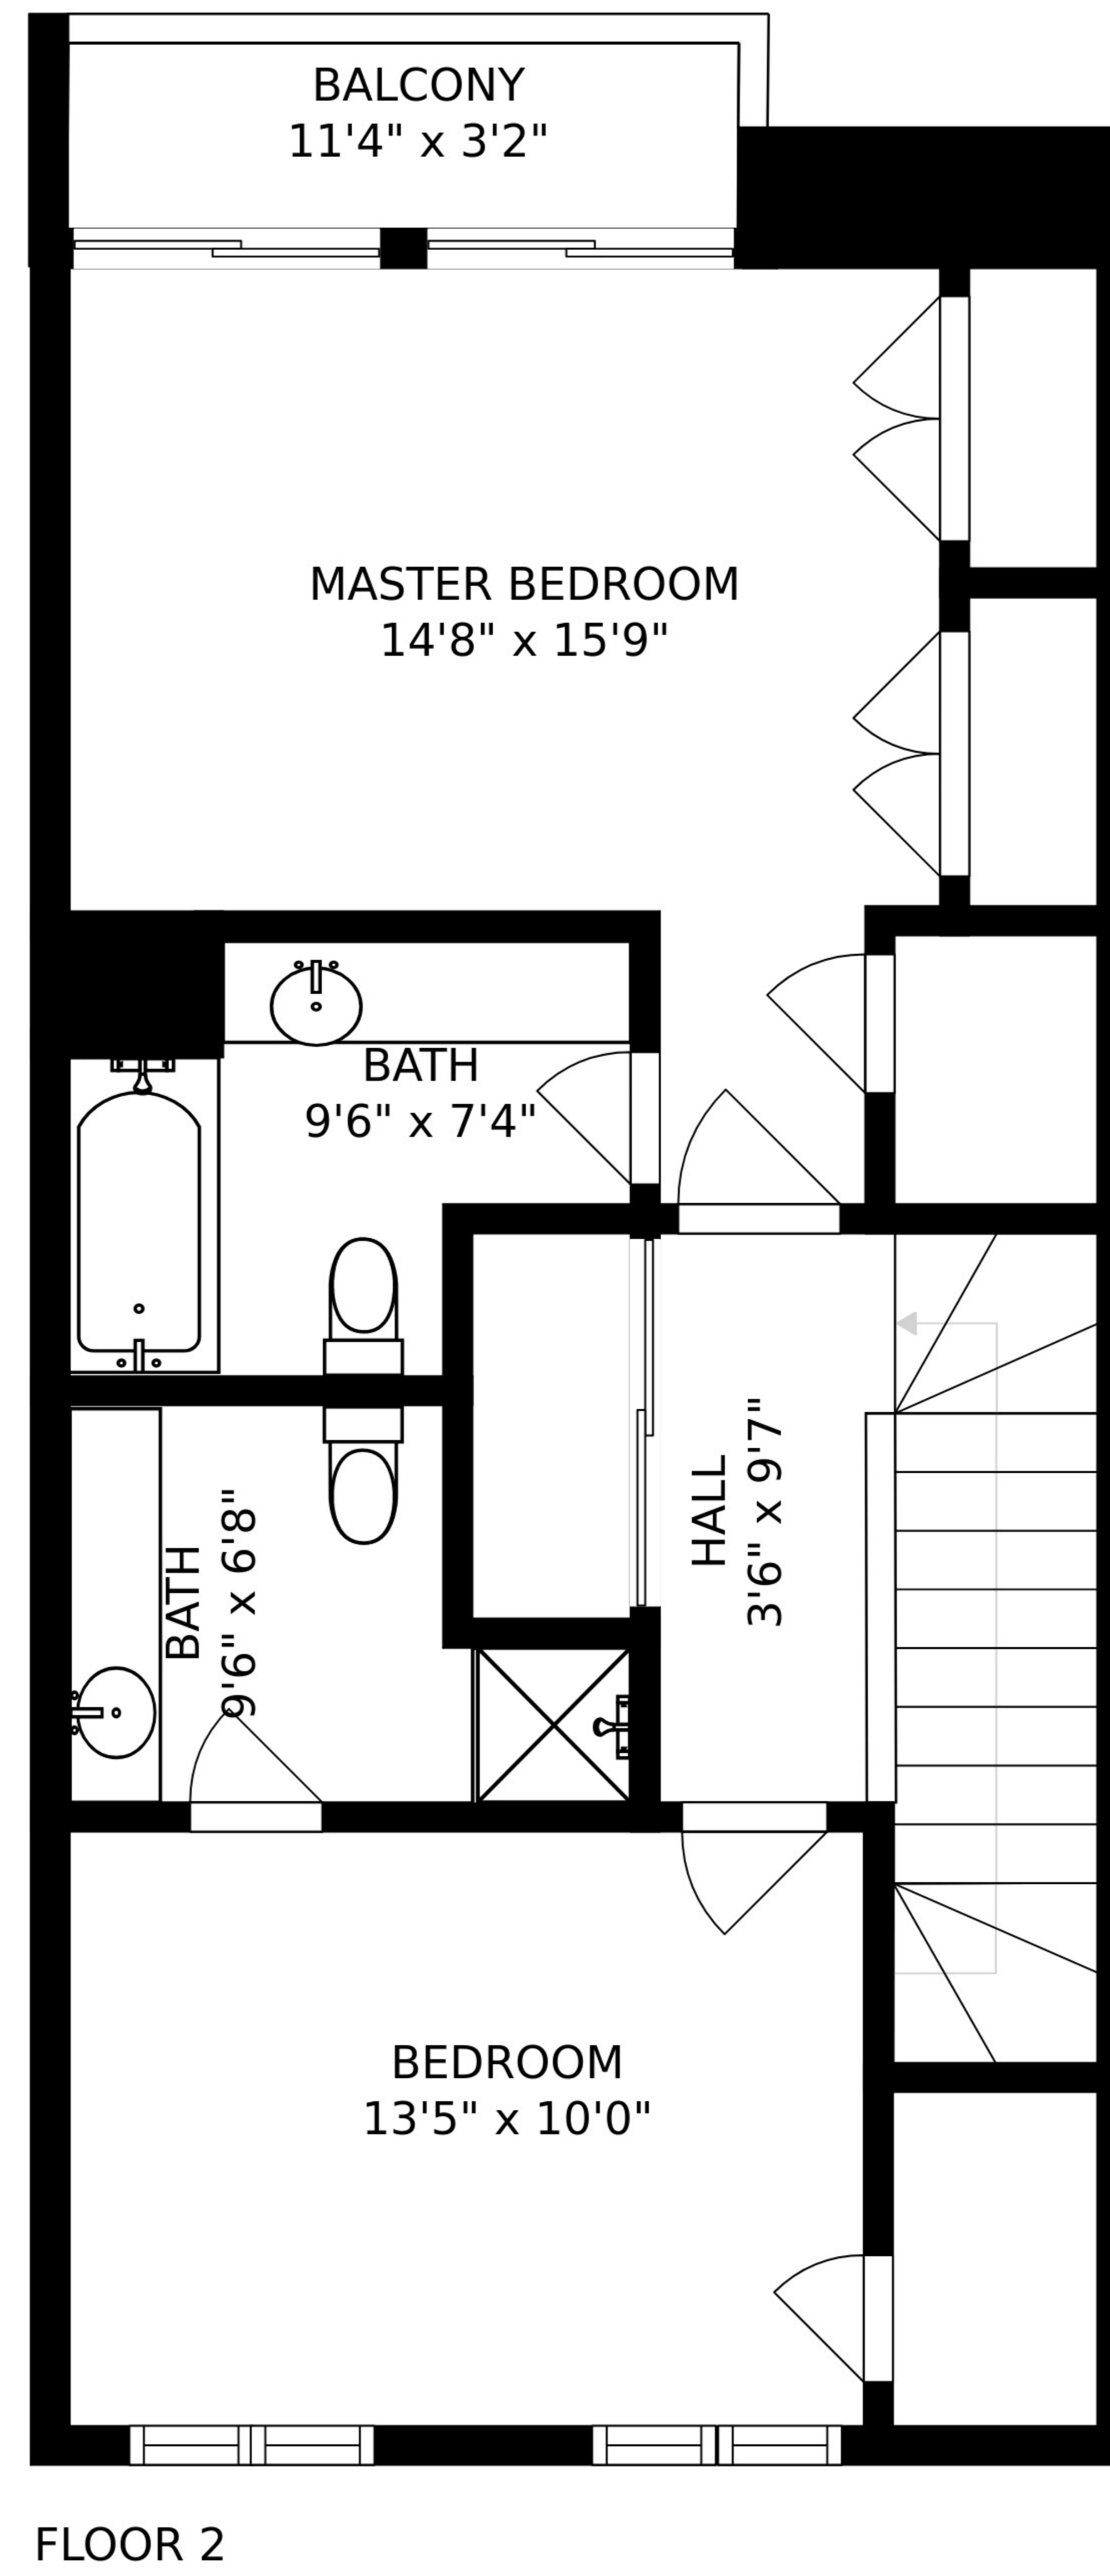 BALCONY
11'4" x 3'2"
MASTER BEDROOM
14'8" x 15'9"
BATH
9'6" x 7'4"
HALL
3'6" x 9'7"
BATH
9'6" x 6'8"
BEDROOM
13'5" x 10'0"
FLOOR 2